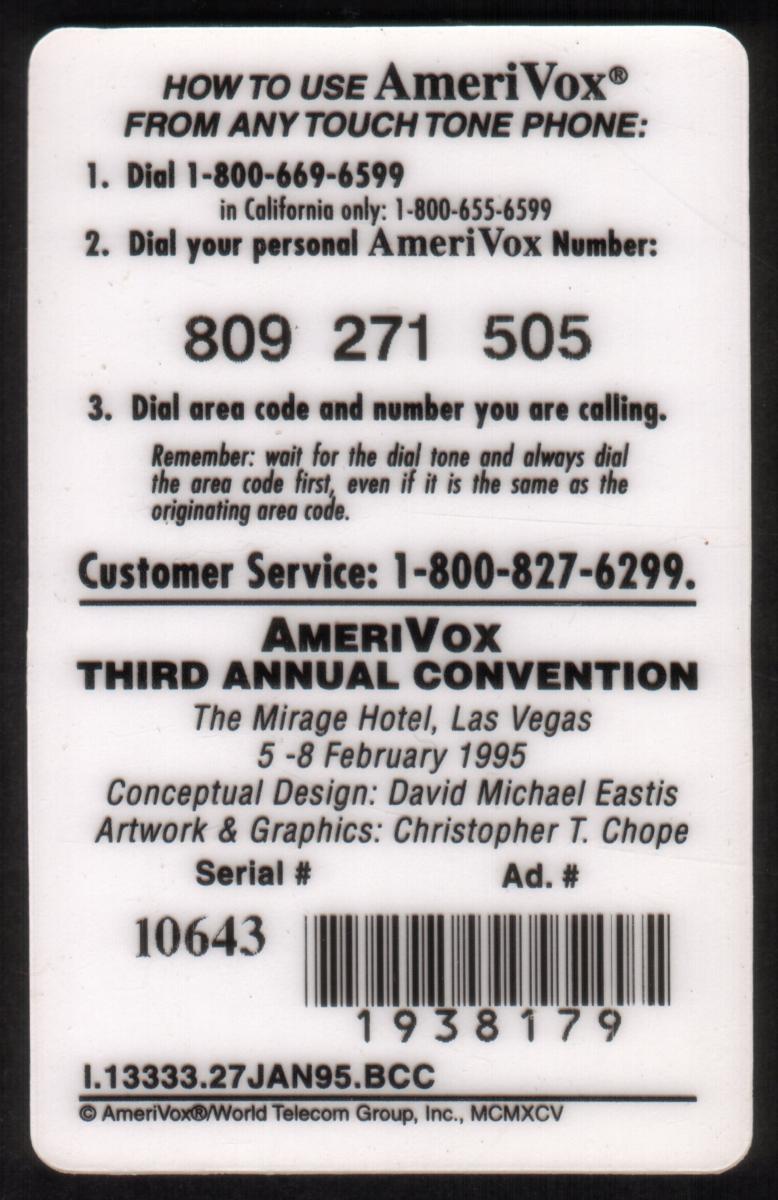 HOW TO USE AmeriVox®
FROM ANY TOUCH TONE PHONE:
1. Dial 1-800-669-6599
in California only: 1-800-655-6599
2. Dial your personal AmeriVox Number:
809 271 505
3. Dial area code and number you are calling.
Remember: wait for the dial tone and always dial
the area code first, even if it is the same as the
originating area code.
Customer Service: 1-800-827-6299.
AMERIVOX
THIRD ANNUAL CONVENTION
The Mirage Hotel, Las Vegas
5 -8 February 1995
Conceptual Design: David Michael Eastis
Artwork & Graphics: Christopher T. Chope
Serial # Ad. #
10643
1938179
I.13333.27JAN95.BCC
© AmeriVox®/World Telecom Group, Inc., MCMXCV